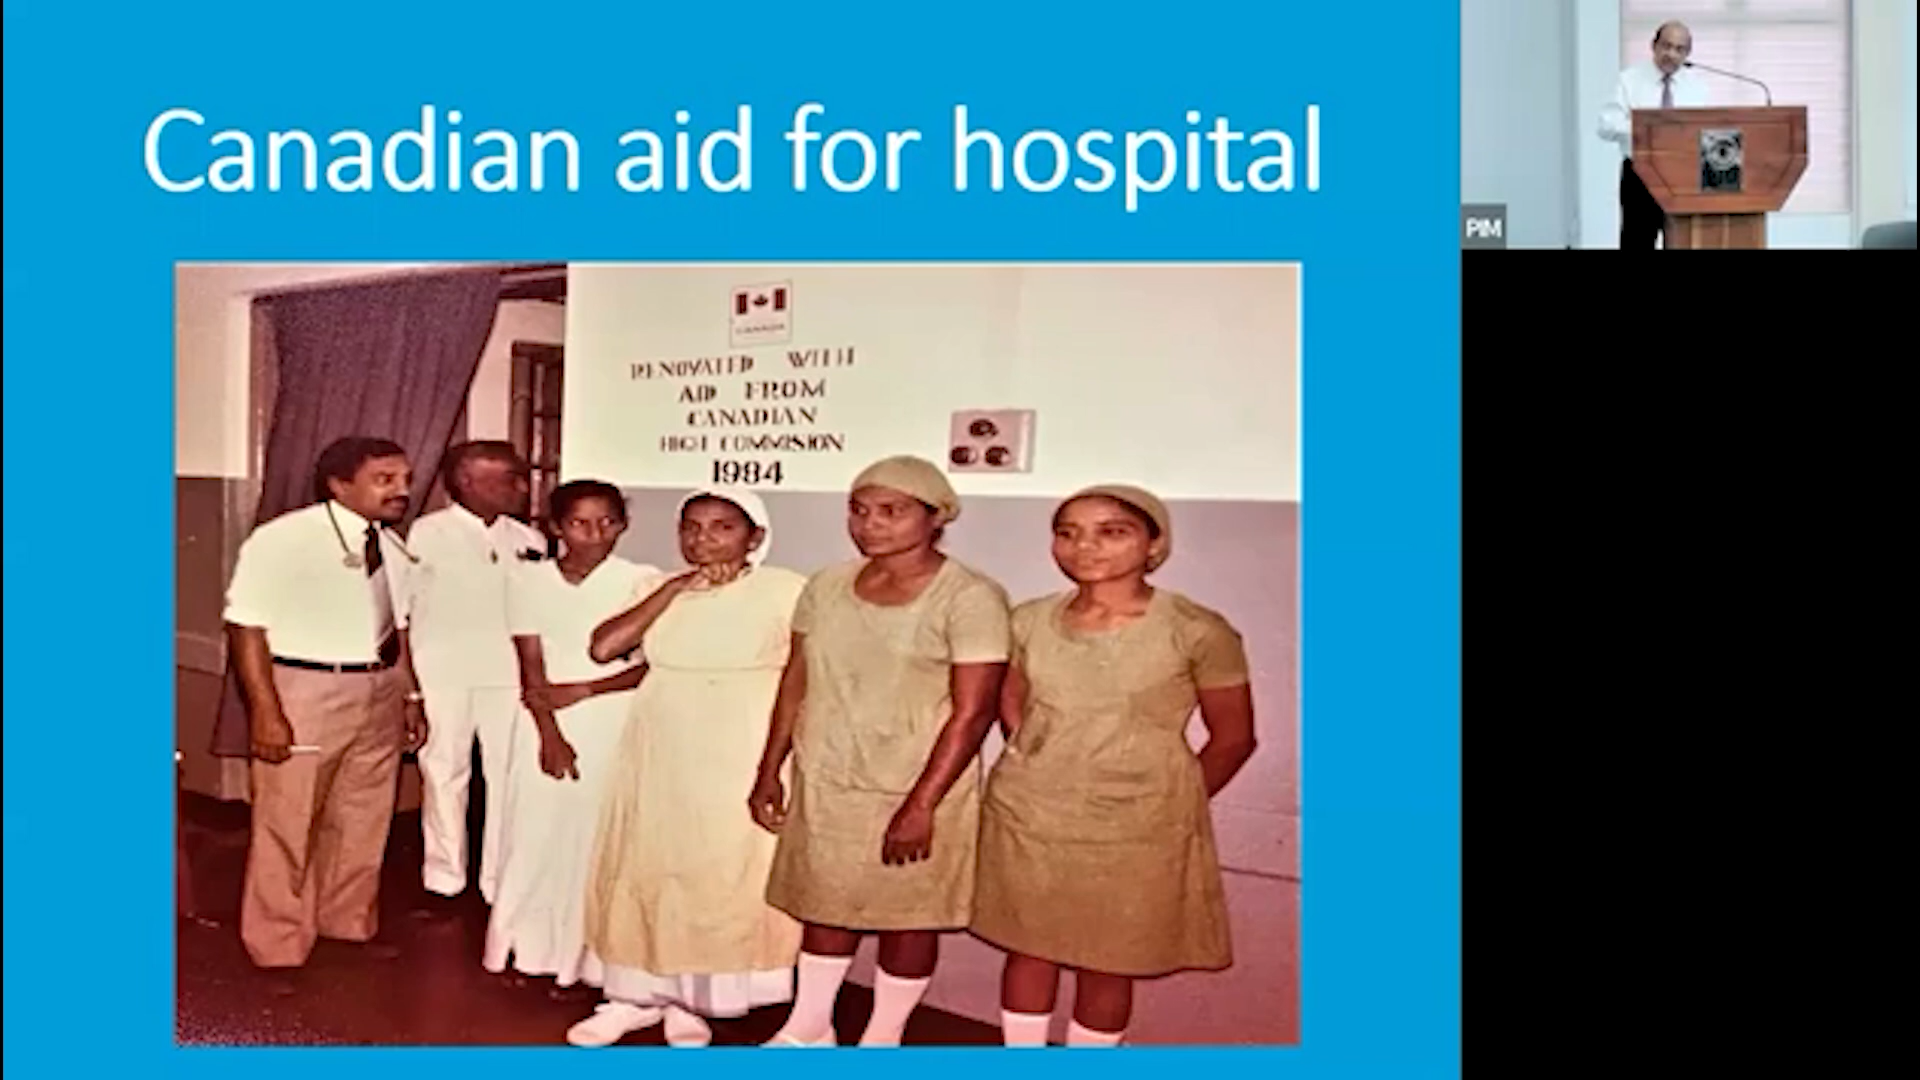 Canadian aid for hospital
PIM
CANADA
RENOVATED WITH
AID FROM
CANADIAN
HIGH COMMISION
1984